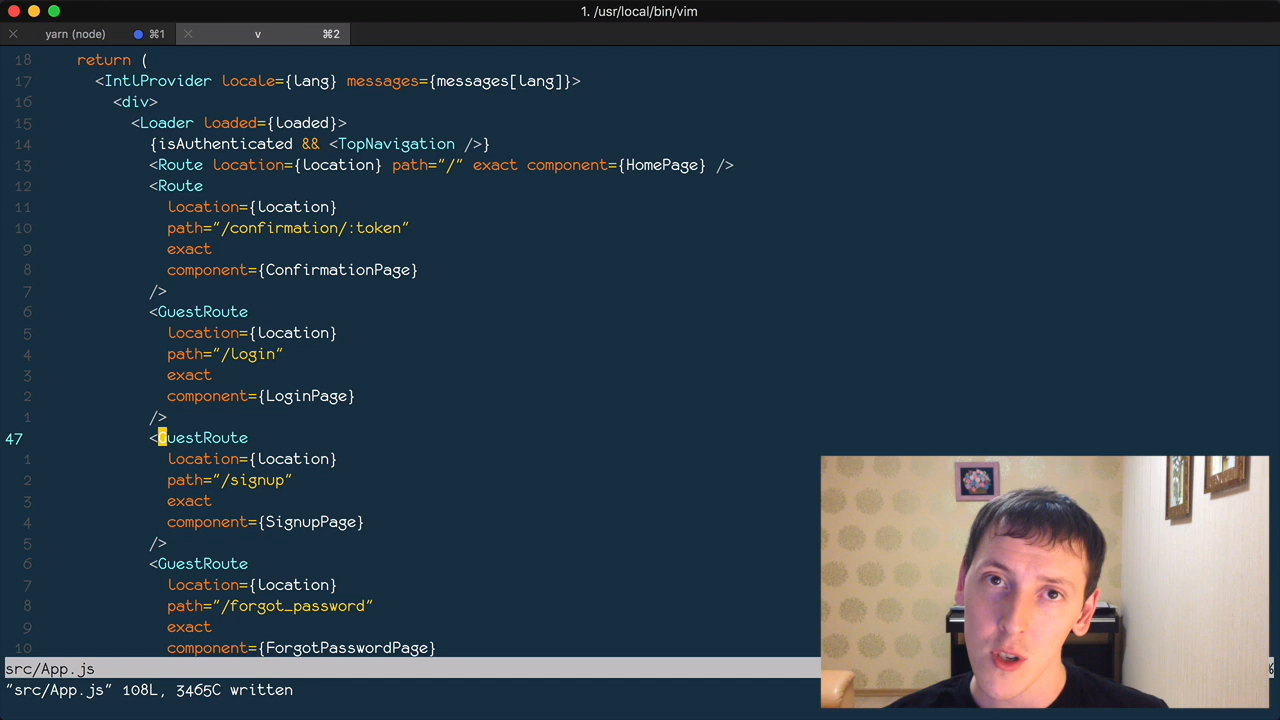 1. /usr/local/bin/vim
yarn (node) ⌘1 v ⌘2
18 return (
17 <IntlProvider locale={lang} messages={messages[lang]}>
16 <div>
15 <Loader loaded={loaded}>
14 {isAuthenticated && <TopNavigation />}
13 <Route location={location} path="/" exact component={HomePage} />
12 <Route
11 location={location}
10 path="/confirmation/:token"
9 exact
8 component={ConfirmationPage}
7 />
6 <GuestRoute
5 location={location}
4 path="/login"
3 exact
2 component={LoginPage}
1 />
47 <GuestRoute
1 location={location}
2 path="/signup"
3 exact
4 component={SignupPage}
5 />
6 <GuestRoute
7 location={location}
8 path="/forgot_password"
9 exact
10 component={ForgotPasswordPage}
src/App.js
"src/App.js" 108L, 3465C written